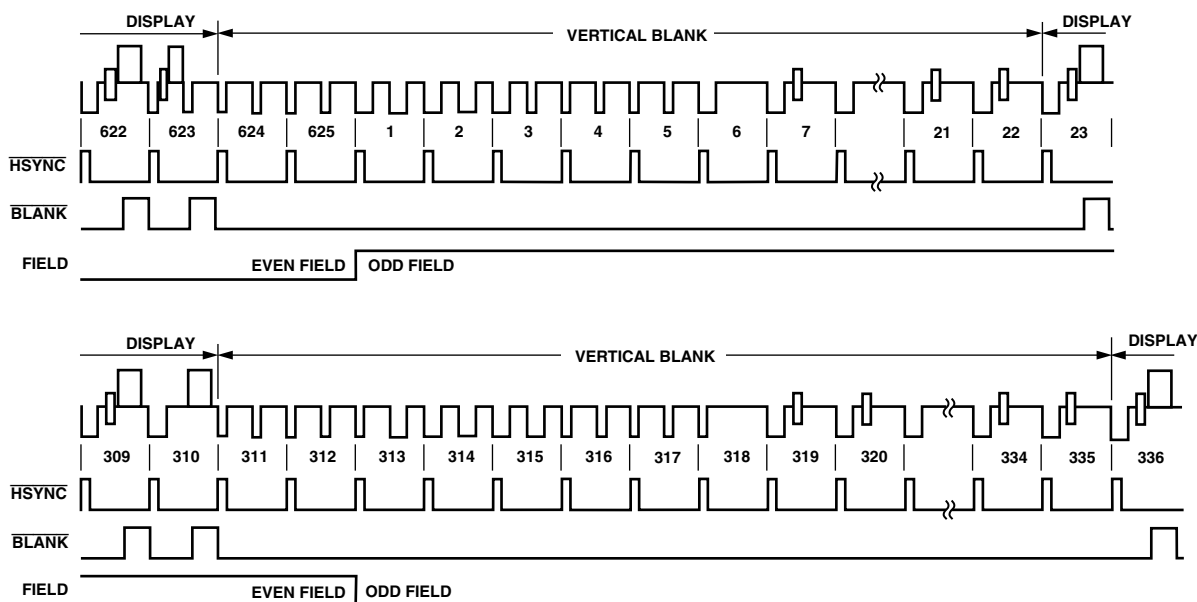 DISPLAY VERTICAL BLANK DISPLAY
622 623 624 625 1 2 3 4 5 6 7 21 22 23
HSYNC
BLANK
FIELD EVEN FIELD ODD FIELD
DISPLAY VERTICAL BLANK DISPLAY
309 310 311 312 313 314 315 316 317 318 319 320 334 335 336
HSYNC
BLANK
FIELD EVEN FIELD ODD FIELD